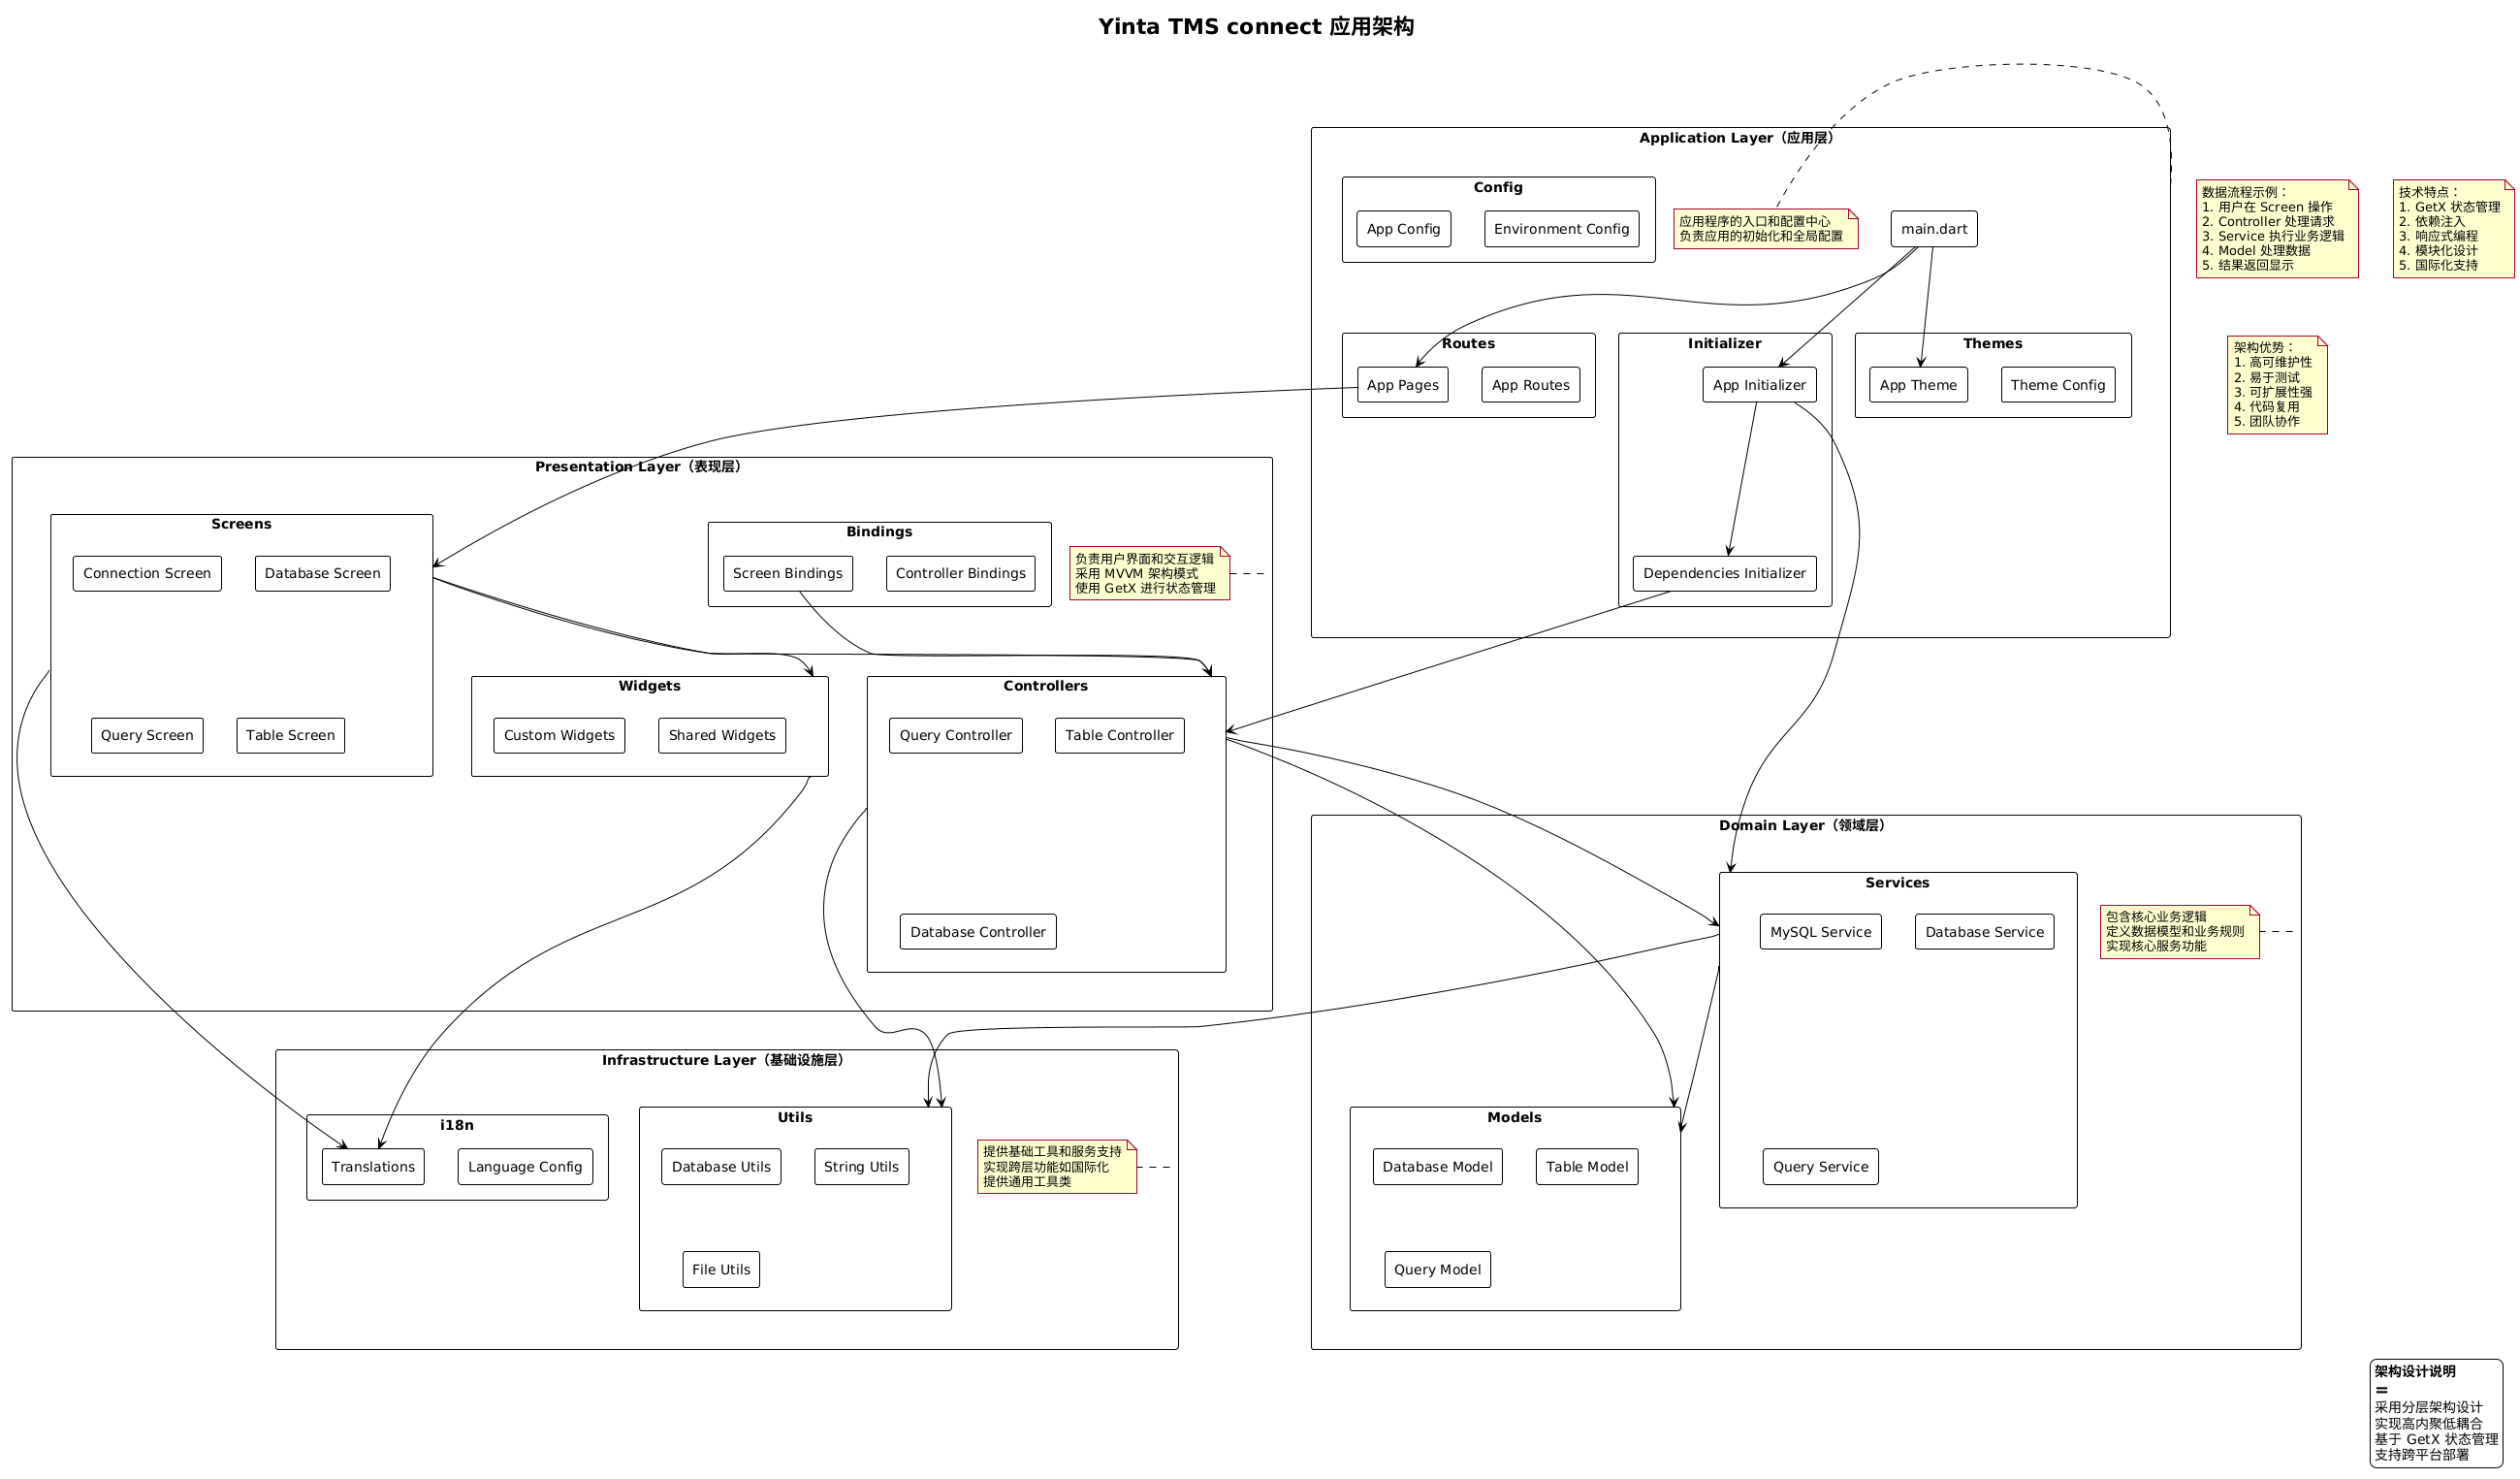 Yinta TMS connect 应用架构
Application Layer（应用层）
Config
App Config
Environment Config
应用程序的入口和配置中心
负责应用的初始化和全局配置
main.dart
数据流程示例：
1. 用户在 Screen 操作
2. Controller 处理请求
3. Service 执行业务逻辑
4. Model 处理数据
5. 结果返回显示
技术特点：
1. GetX 状态管理
2. 依赖注入
3. 响应式编程
4. 模块化设计
5. 国际化支持
Routes
App Pages
App Routes
Initializer
App Initializer
Dependencies Initializer
Themes
App Theme
Theme Config
架构优势：
1. 高可维护性
2. 易于测试
3. 可扩展性强
4. 代码复用
5. 团队协作
Presentation Layer（表现层）
Screens
Connection Screen
Database Screen
Query Screen
Table Screen
Bindings
Screen Bindings
Controller Bindings
负责用户界面和交互逻辑
采用 MVVM 架构模式
使用 GetX 进行状态管理
Widgets
Custom Widgets
Shared Widgets
Controllers
Query Controller
Table Controller
Database Controller
Domain Layer（领域层）
Services
MySQL Service
Database Service
Query Service
包含核心业务逻辑
定义数据模型和业务规则
实现核心服务功能
Models
Database Model
Table Model
Query Model
Infrastructure Layer（基础设施层）
i18n
Translations
Language Config
Utils
Database Utils
String Utils
File Utils
提供基础工具和服务支持
实现跨层功能如国际化
提供通用工具类
架构设计说明
=
采用分层架构设计
实现高内聚低耦合
基于 GetX 状态管理
支持跨平台部署